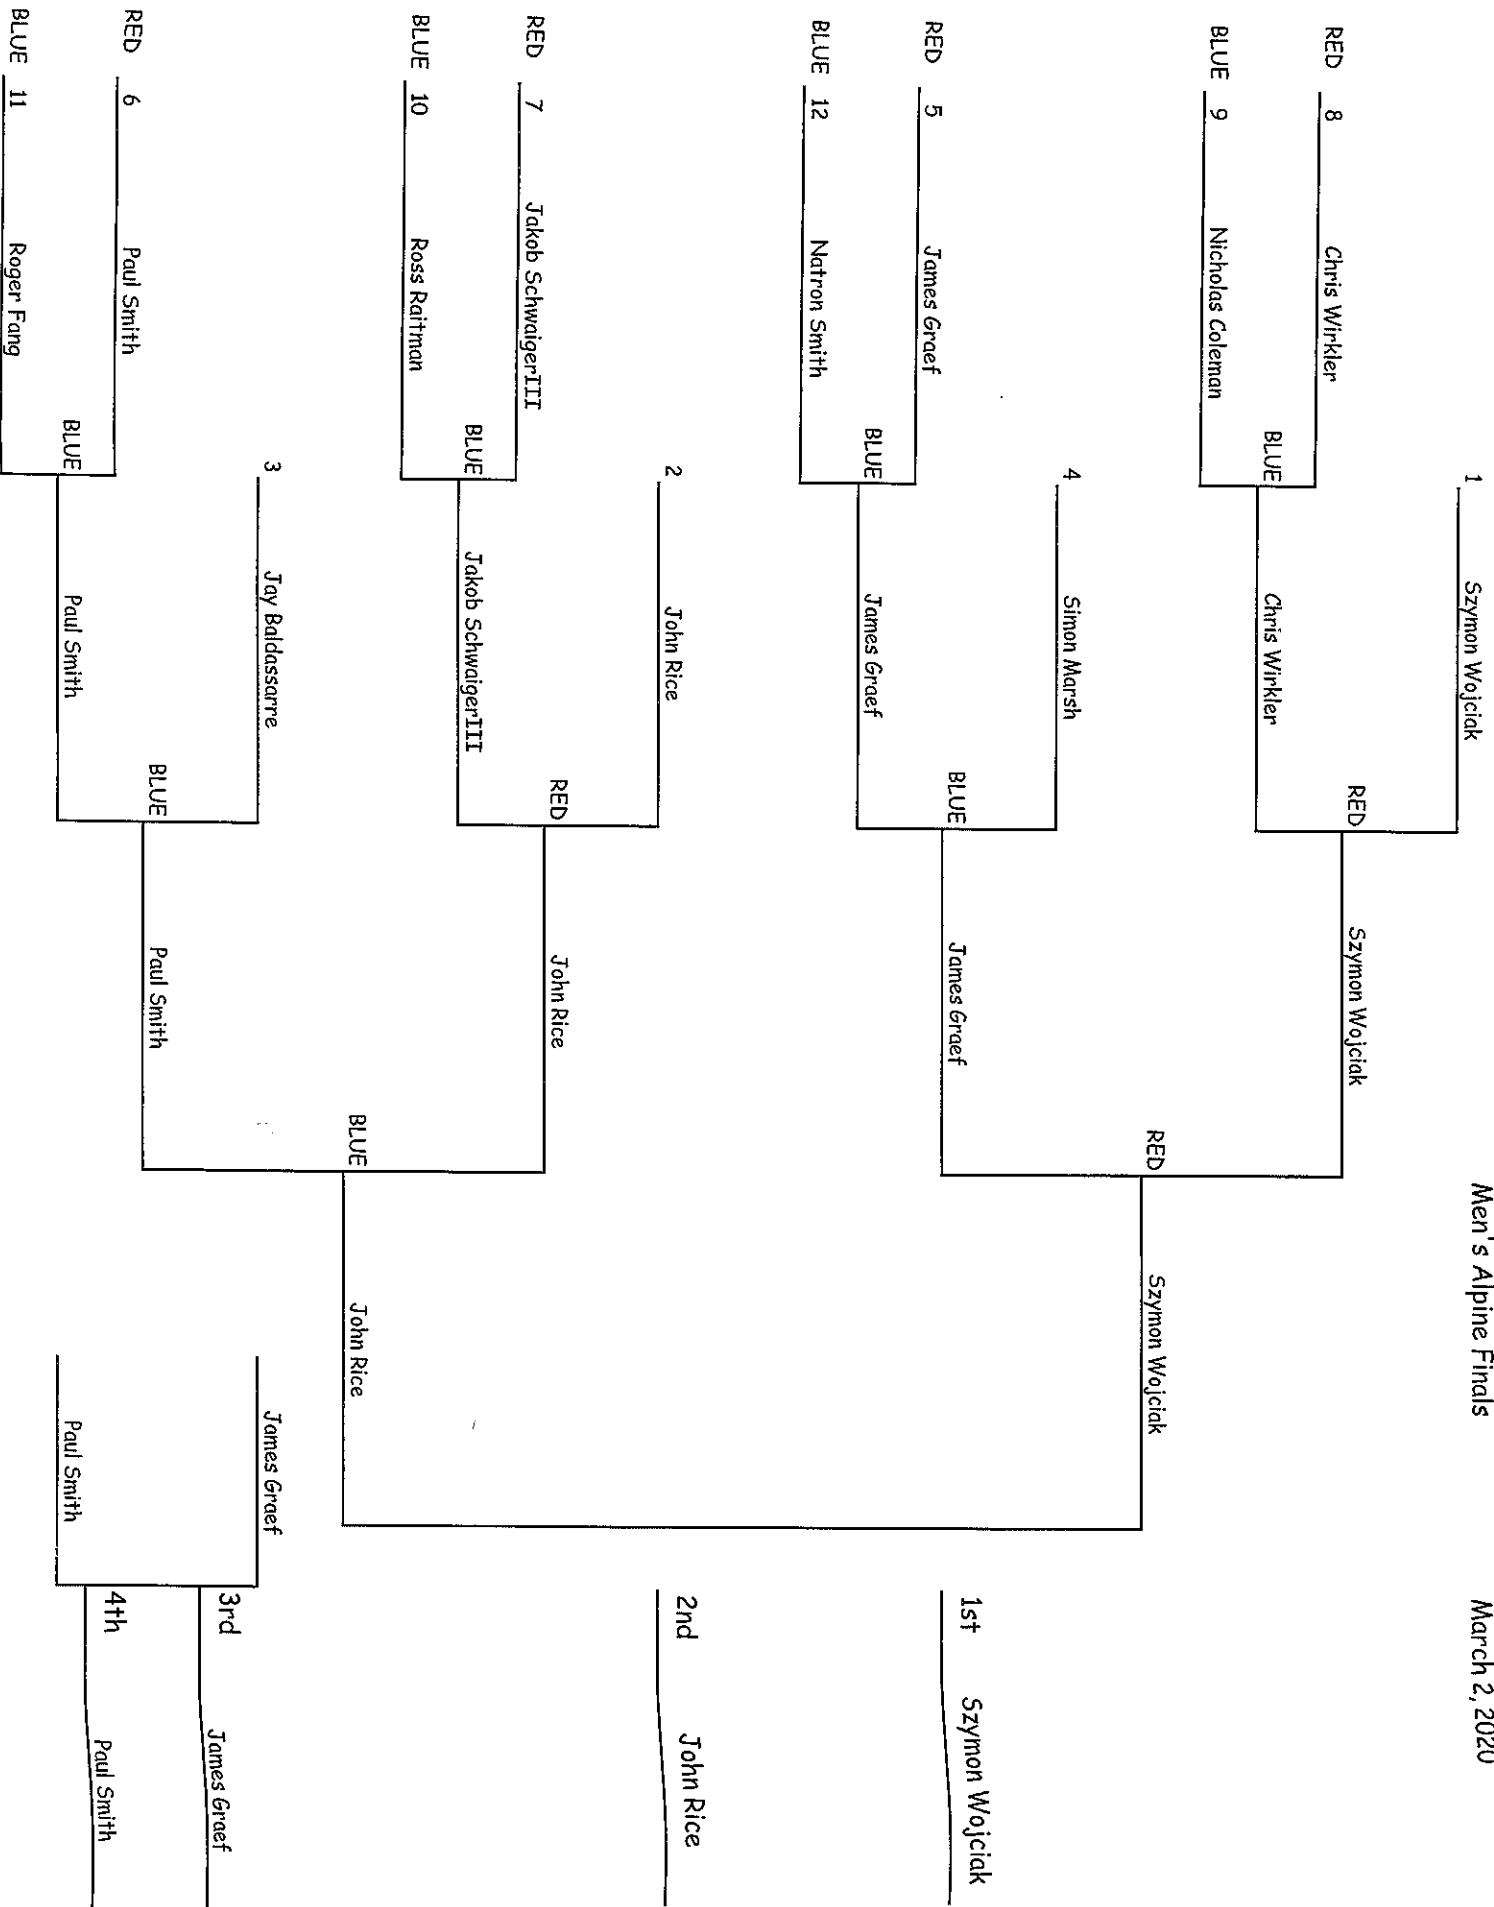 Men's Alpine Finals March 2, 2020
1 Szymon Wojciak
RED 8 Chris Wirkler
RED
Szymon Wojciak
BLUE
Chris Wirkler
BLUE 9 Nicholas Coleman
RED
Szymon Wojciak
4 Simon Marsh
RED 5 James Graef
BLUE
James Graef
BLUE
James Graef
BLUE 12 Natron Smith
1st Szymon Wojciak
2 John Rice
2nd John Rice
RED 7 Jakob SchwaigerIII
RED
John Rice
BLUE
Jakob SchwaigerIII
BLUE 10 Ross Raitman
BLUE
John Rice
3 Jay Baldassarre
James Graef
3rd James Graef
RED 6 Paul Smith
BLUE
Paul Smith
BLUE
Paul Smith
Paul Smith
4th Paul Smith
BLUE 11 Roger Fang